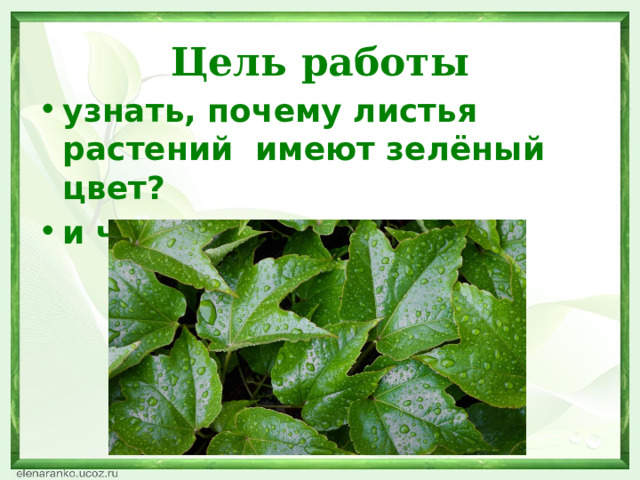 Цель работы
• узнать, почему листья
растений имеют зелёный
цвет?
• и
elenaranko.ucoz.ru